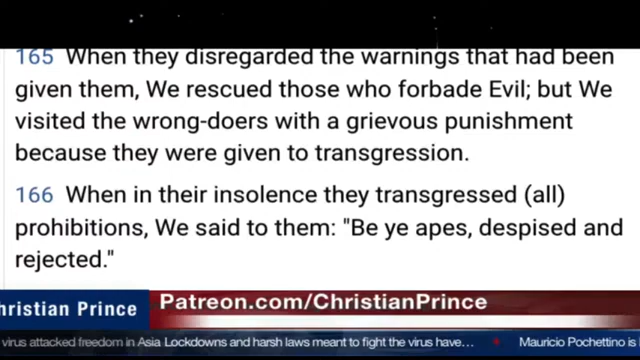 165 When they disregarded the warnings that had been
given them, We rescued those who forbade Evil; but We
visited the wrong-doers with a grievous punishment
because they were given to transgression.
166 When in their insolence they transgressed (all)
prohibitions, We said to them: "Be ye apes, despised and
rejected."
hristian Prince
Patreon.com/ChristianPrince
virus attacked freedom in Asia Lockdowns and harsh laws meant to fight the virus have... Mauricio Pochettino is